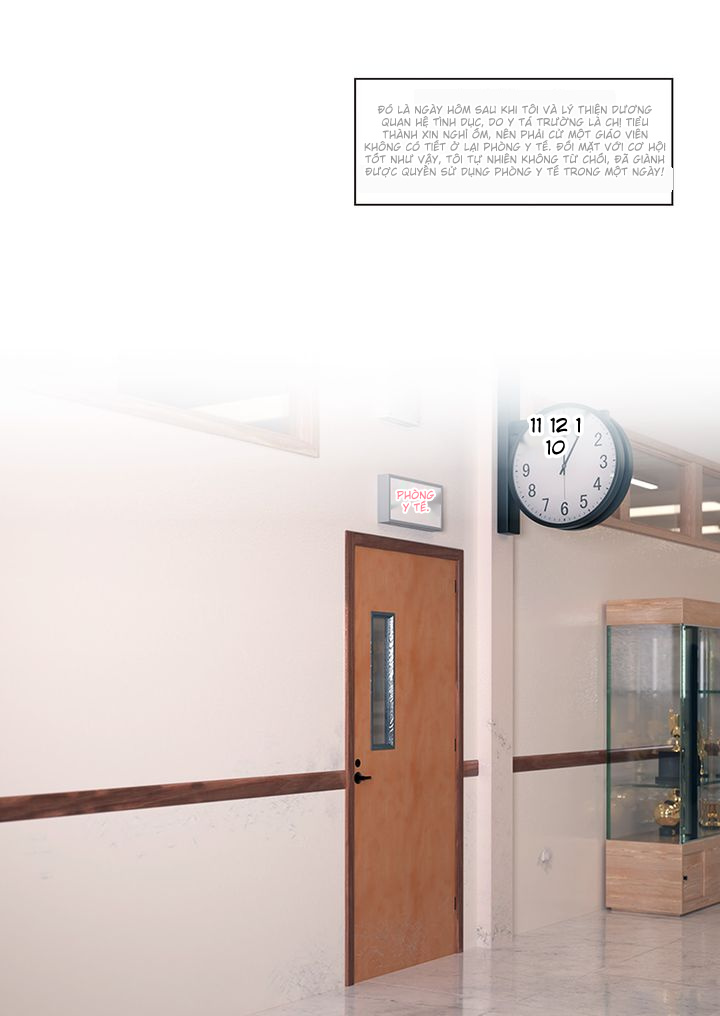 ĐÓ LÀ NGÀY HÔM SAU KHI TÔI VÀ LÝ THIỆN DƯƠNG
QUAN HỆ TÌNH DỤC, DO Y TÁ TRƯỜNG LÀ CHỊ TIỂU
THÀNH XIN NGHỈ ỐM, NÊN PHẢI CỬ MỘT GIÁO VIÊN
KHÔNG CÓ TIẾT Ở LẠI PHÒNG Y TẾ. ĐỐI MẶT VỚI CƠ HỘI
TỐT NHƯ VẬY, TÔI TỰ NHIÊN KHÔNG TỪ CHỐI, ĐÃ GIÀNH
ĐƯỢC QUYỀN SỬ DỤNG PHÒNG Y TẾ TRONG MỘT NGÀY!
11 12 1
10
2
3
4
5
6
7
8
9
PHÒNG
Y TẾ.